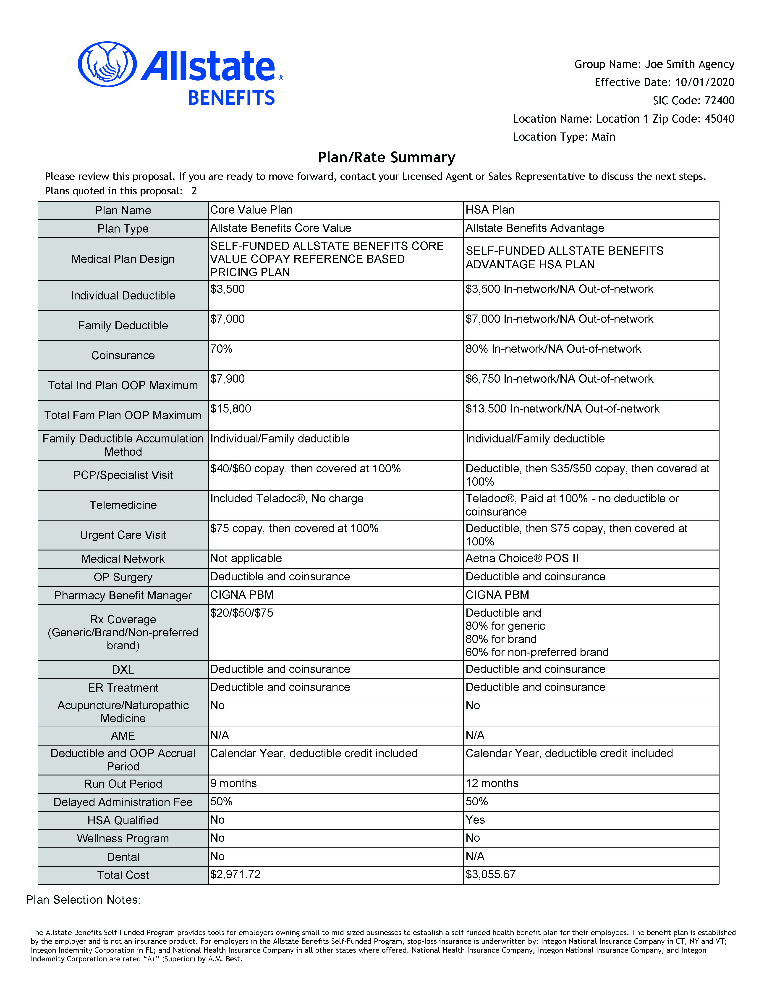 Allstate®
BENEFITS
Group Name: Joe Smith Agency
Effective Date: 10/01/2020
SIC Code: 72400
Location Name: Location 1 Zip Code: 45040
Location Type: Main
Plan/Rate Summary
Please review this proposal. If you are ready to move forward, contact your Licensed Agent or Sales Representative to discuss the next steps.
Plans quoted in this proposal: 2
Plan Name Core Value Plan HSA Plan
Plan Type Allstate Benefits Core Value Allstate Benefits Advantage
Medical Plan Design
SELF-FUNDED ALLSTATE BENEFITS CORE
VALUE COPAY REFERENCE BASED
PRICING PLAN
SELF-FUNDED ALLSTATE BENEFITS
ADVANTAGE HSA PLAN
Individual Deductible $3,500 $3,500 In-network/NA Out-of-network
Family Deductible $7,000 $7,000 In-network/NA Out-of-network
Coinsurance 70% 80% In-network/NA Out-of-network
Total Ind Plan OOP Maximum $7,900 $6,750 In-network/NA Out-of-network
Total Fam Plan OOP Maximum $15,800 $13,500 In-network/NA Out-of-network
Family Deductible Accumulation
Method
Individual/Family deductible Individual/Family deductible
PCP/Specialist Visit $40/$60 copay, then covered at 100% Deductible, then $35/$50 copay, then covered at
100%
Telemedicine Included Teladoc®, No charge Teladoc®, Paid at 100% - no deductible or
coinsurance
Urgent Care Visit $75 copay, then covered at 100% Deductible, then $75 copay, then covered at
100%
Medical Network Not applicable Aetna Choice® POS II
OP Surgery Deductible and coinsurance Deductible and coinsurance
Pharmacy Benefit Manager CIGNA PBM CIGNA PBM
Rx Coverage
(Generic/Brand/Non-preferred
brand)
$20/$50/$75
Deductible and
80% for generic
80% for brand
60% for non-preferred brand
DXL Deductible and coinsurance Deductible and coinsurance
ER Treatment Deductible and coinsurance Deductible and coinsurance
Acupuncture/Naturopathic
Medicine
No No
AME N/A N/A
Deductible and OOP Accrual
Period
Calendar Year, deductible credit included Calendar Year, deductible credit included
Run Out Period 9 months 12 months
Delayed Administration Fee 50% 50%
HSA Qualified No Yes
Wellness Program No No
Dental No N/A
Total Cost $2,971.72 $3,055.67
Plan Selection Notes:
The Allstate Benefits Self-Funded Program provides tools for employers owning small to mid-sized businesses to establish a self-funded health benefit plan for their employees. The benefit plan is established
by the employer and is not an insurance product. For employers in the Allstate Benefits Self-Funded Program, stop-loss insurance is underwritten by: Integon National Insurance Company in CT, NY and VT;
Integon Indemnity Corporation in FL; and National Health Insurance Company in all other states where offered. National Health Insurance Company, Integon National Insurance Company, and Integon
Indemnity Corporation are rated “A+” (Superior) by A.M. Best.